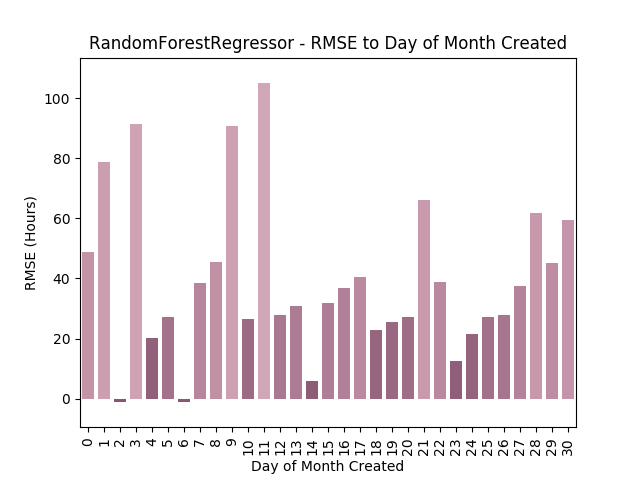 RandomForestRegressor - RMSE to Day of Month Created
100
80
60
40
20
0
RMSE (Hours)
0 1 2 3 4 5 6 7 8 9 10 11 12 13 14 15 16 17 18 19 20 21 22 23 24 25 26 27 28 29 30
Day of Month Created